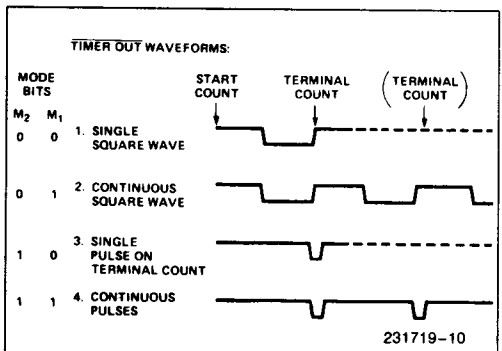 TIMER OUT WAVEFORMS:
MODE BITS
START COUNT
TERMINAL COUNT
(TERMINAL COUNT)
M2 M1
0 0 1. SINGLE SQUARE WAVE
0 1 2. CONTINUOUS SQUARE WAVE
1 0 3. SINGLE PULSE ON TERMINAL COUNT
1 1 4. CONTINUOUS PULSES
231719-10